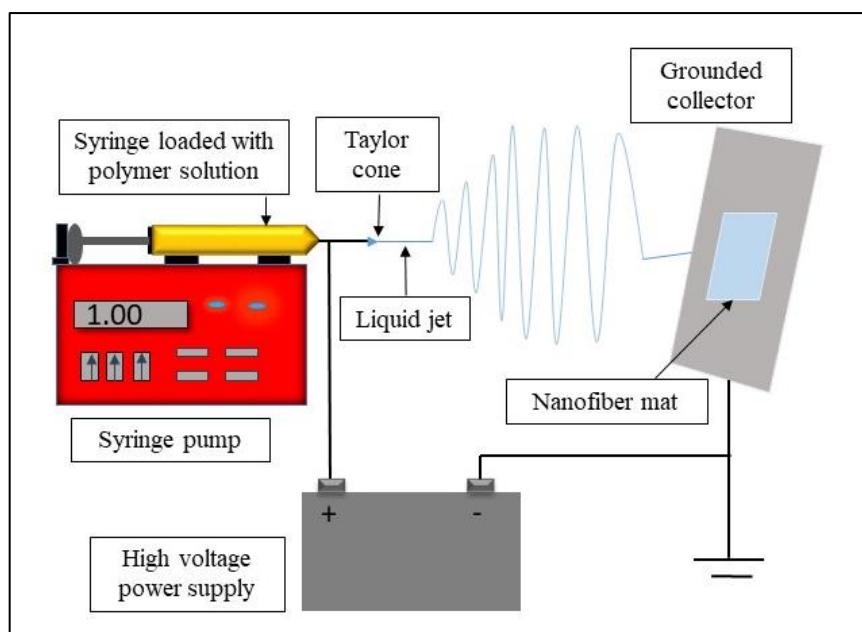 Grounded
collector
Syringe loaded with
polymer solution
Taylor
cone
1.00
Liquid jet
Nanofiber mat
Syringe pump
+
-
High voltage
power supply